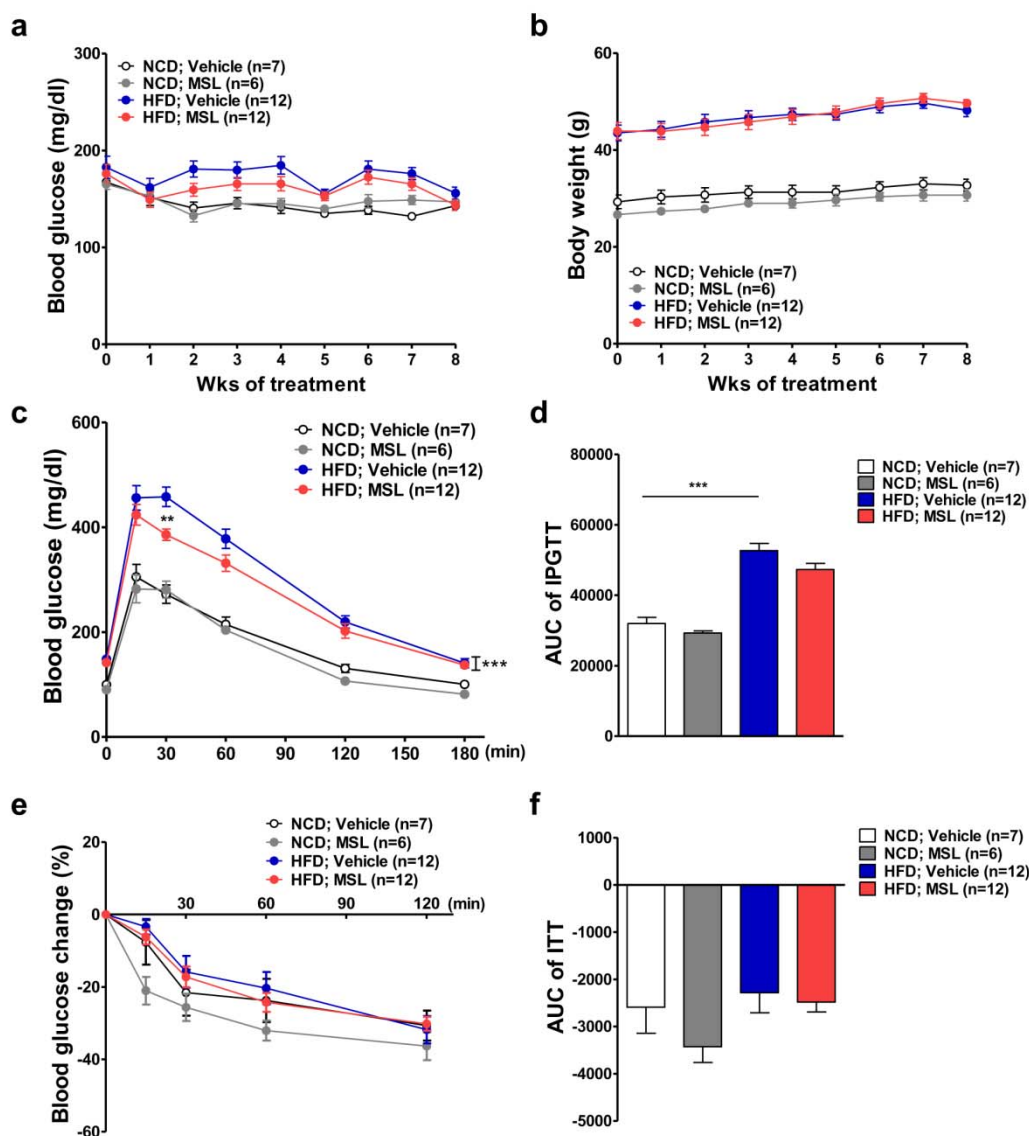 a
Blood glucose (mg/dl)
300
200
100
0
NCD; Vehicle (n=7)
NCD; MSL (n=6)
HFD; Vehicle (n=12)
HFD; MSL (n=12)
0 1 2 3 4 5 6 7 8
Wks of treatment
b
Body weight (g)
60
40
20
0
NCD; Vehicle (n=7)
NCD; MSL (n=6)
HFD; Vehicle (n=12)
HFD; MSL (n=12)
0 1 2 3 4 5 6 7 8
Wks of treatment
c
Blood glucose (mg/dl)
600
400
200
0
NCD; Vehicle (n=7)
NCD; MSL (n=6)
HFD; Vehicle (n=12)
HFD; MSL (n=12)
**
***
0 30 60 90 120 150 180 (min)
d
AUC of IPGTT
80000
60000
40000
20000
0
***
NCD; Vehicle (n=7)
NCD; MSL (n=6)
HFD; Vehicle (n=12)
HFD; MSL (n=12)
e
Blood glucose change (%)
20
0
-20
-40
-60
NCD; Vehicle (n=7)
NCD; MSL (n=6)
HFD; Vehicle (n=12)
HFD; MSL (n=12)
30 60 90 120 (min)
f
AUC of ITT
1000
0
-1000
-2000
-3000
-4000
-5000
NCD; Vehicle (n=7)
NCD; MSL (n=6)
HFD; Vehicle (n=12)
HFD; MSL (n=12)